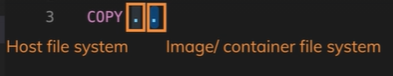 3 COPY . .
Host file system Image/ container file system